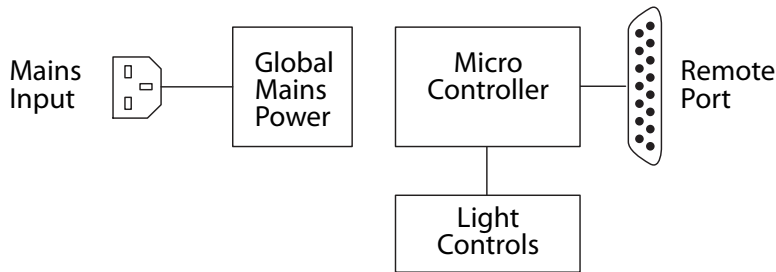 Mains
Input
Global
Mains
Power
Micro
Controller
Remote
Port
Light
Controls